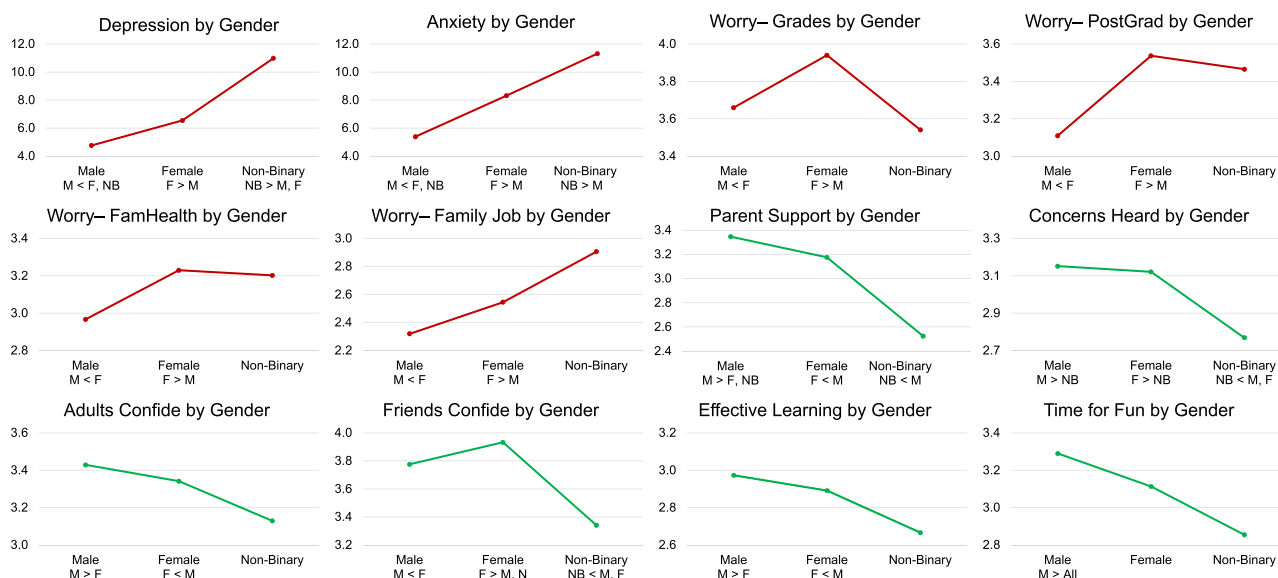 Depression by Gender
12.0
10.0
8.0
6.0
4.0
Male Female Non-Binary
M < F, NB F > M NB > M, F
Anxiety by Gender
12.0
10.0
8.0
6.0
4.0
Male Female Non-Binary
M < F, NB F > M NB > M
Worry– Grades by Gender
4.0
3.8
3.6
3.4
Male Female Non-Binary
M < F F > M
Worry– PostGrad by Gender
3.6
3.4
3.2
3.0
Male Female Non-Binary
M < F F > M
Worry– FamHealth by Gender
3.4
3.2
3.0
2.8
Male Female Non-Binary
M < F F > M
Worry– Family Job by Gender
3.0
2.8
2.6
2.4
2.2
Male Female Non-Binary
M < F F > M
Parent Support by Gender
3.4
3.2
3.0
2.8
2.6
2.4
Male Female Non-Binary
M > F, NB F < M NB < M
Concerns Heard by Gender
3.3
3.1
2.9
2.7
Male Female Non-Binary
M > NB F > NB NB < M, F
Adults Confide by Gender
3.6
3.4
3.2
3.0
Male Female Non-Binary
M > F F < M
Friends Confide by Gender
4.0
3.8
3.6
3.4
3.2
Male Female Non-Binary
M < F F > M, N NB < M, F
Effective Learning by Gender
3.2
3.0
2.8
2.6
Male Female Non-Binary
M > F F < M
Time for Fun by Gender
3.4
3.2
3.0
2.8
Male Female Non-Binary
M > All